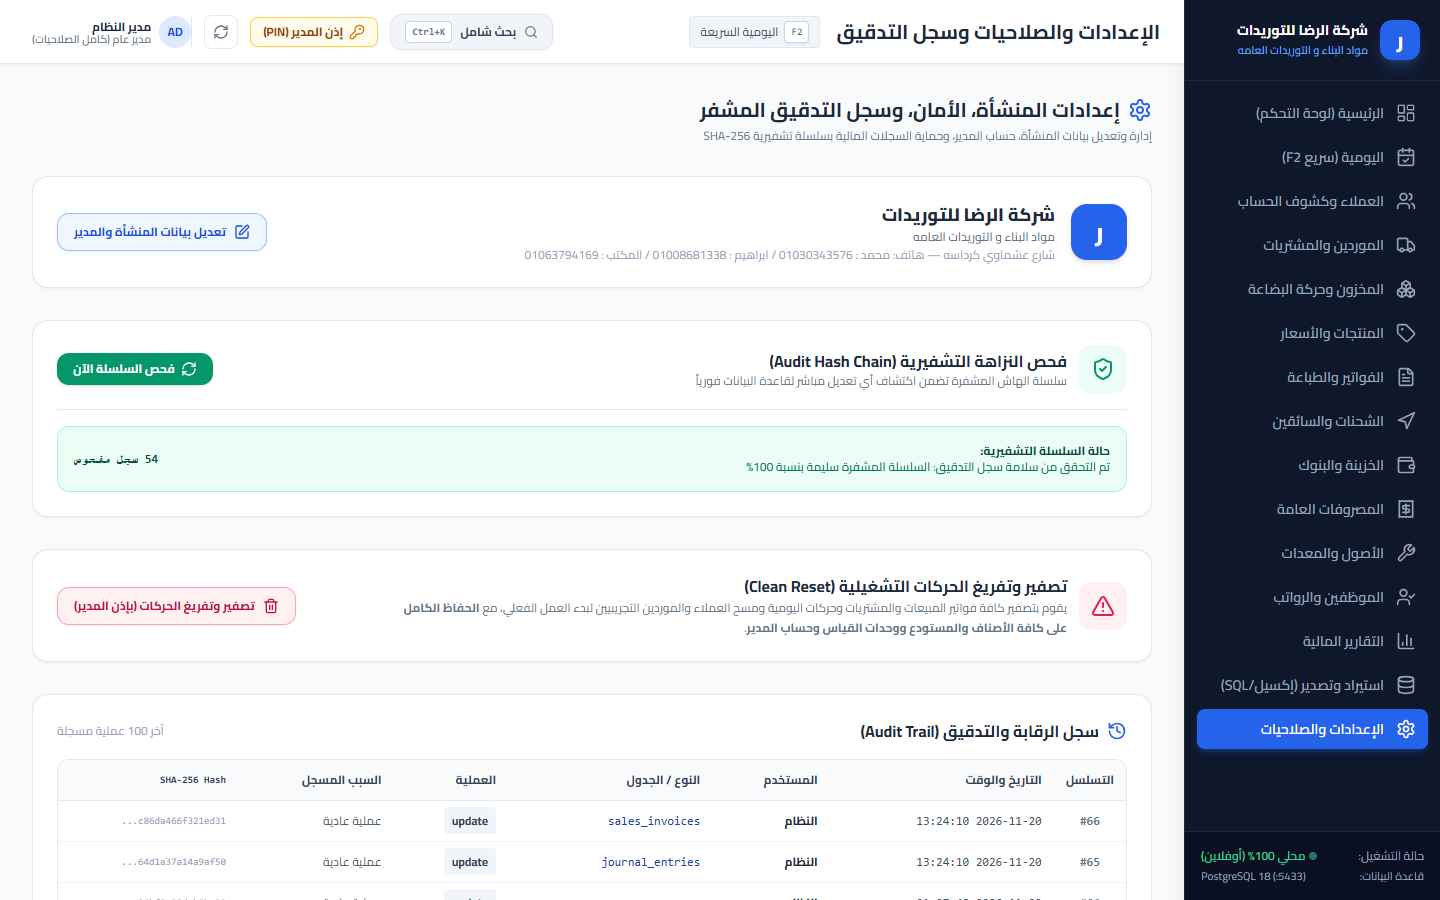 ر
شركة الرضا للتوريدات
مواد البناء و التوريدات العامه
الرئيسية (لوحة التحكم)
اليومية (سريع F2)
العملاء وكشوف الحساب
الموردين والمشتريات
المخزون وحركة البضاعة
المنتجات والأسعار
الفواتير والطباعة
الشحنات والسائقين
الخزينة والبنوك
المصروفات العامة
الأصول والمعدات
الموظفين والرواتب
التقارير المالية
استيراد وتصدير (إكسيل/SQL)
الإعدادات والصلاحيات
حالة التشغيل: محلي 100% (أوفلاين)
قاعدة البيانات: PostgreSQL 18 (:5433)
الإعدادات والصلاحيات وسجل التدقيق
F2 اليومية السريعة
بحث شامل Ctrl+K
إذن المدير (PIN)
AD
مدير النظام
مدير عام (كامل الصلاحيات)
إعدادات المنشأة، الأمان، وسجل التدقيق المشفر
إدارة وتعديل بيانات المنشأة، حساب المدير، وحماية السجلات المالية بسلسلة تشفيرية SHA-256
ر
شركة الرضا للتوريدات
مواد البناء و التوريدات العامه
شارع عشماوي كرداسه — هاتف: محمد : 01030343576 / ابراهيم : 01008681338 / المكتب : 01063794169
تعديل بيانات المنشأة والمدير
فحص النزاهة التشفيرية (Audit Hash Chain)
سلسلة الهاش المشفرة تضمن اكتشاف أي تعديل مباشر لقاعدة البيانات فوراً
فحص السلسلة الآن
حالة السلسلة التشفيرية:
تم التحقق من سلامة سجل التدقيق: السلسلة المشفرة سليمة بنسبة 100%
54 سجل مفحوص
تصفير وتفريغ الحركات التشغيلية (Clean Reset)
يقوم بتصفير كافة فواتير المبيعات والمشتريات وحركات اليومية ومسح العملاء والموردين التجريبيين لبدء العمل الفعلي، مع الحفاظ الكامل
على كافة الأصناف والمستودع ووحدات القياس وحساب المدير.
تصفير وتفريغ الحركات (بإذن المدير)
سجل الرقابة والتدقيق (Audit Trail)
آخر 100 عملية مسجلة
التسلسل التاريخ والوقت المستخدم النوع / الجدول العملية السبب المسجل SHA-256 Hash
#66 2026-11-20 13:24:10 النظام sales_invoices update عملية عادية c86da466f321ed31...
#65 2026-11-20 13:24:10 النظام journal_entries update عملية عادية 64d1a37a14a9af50...